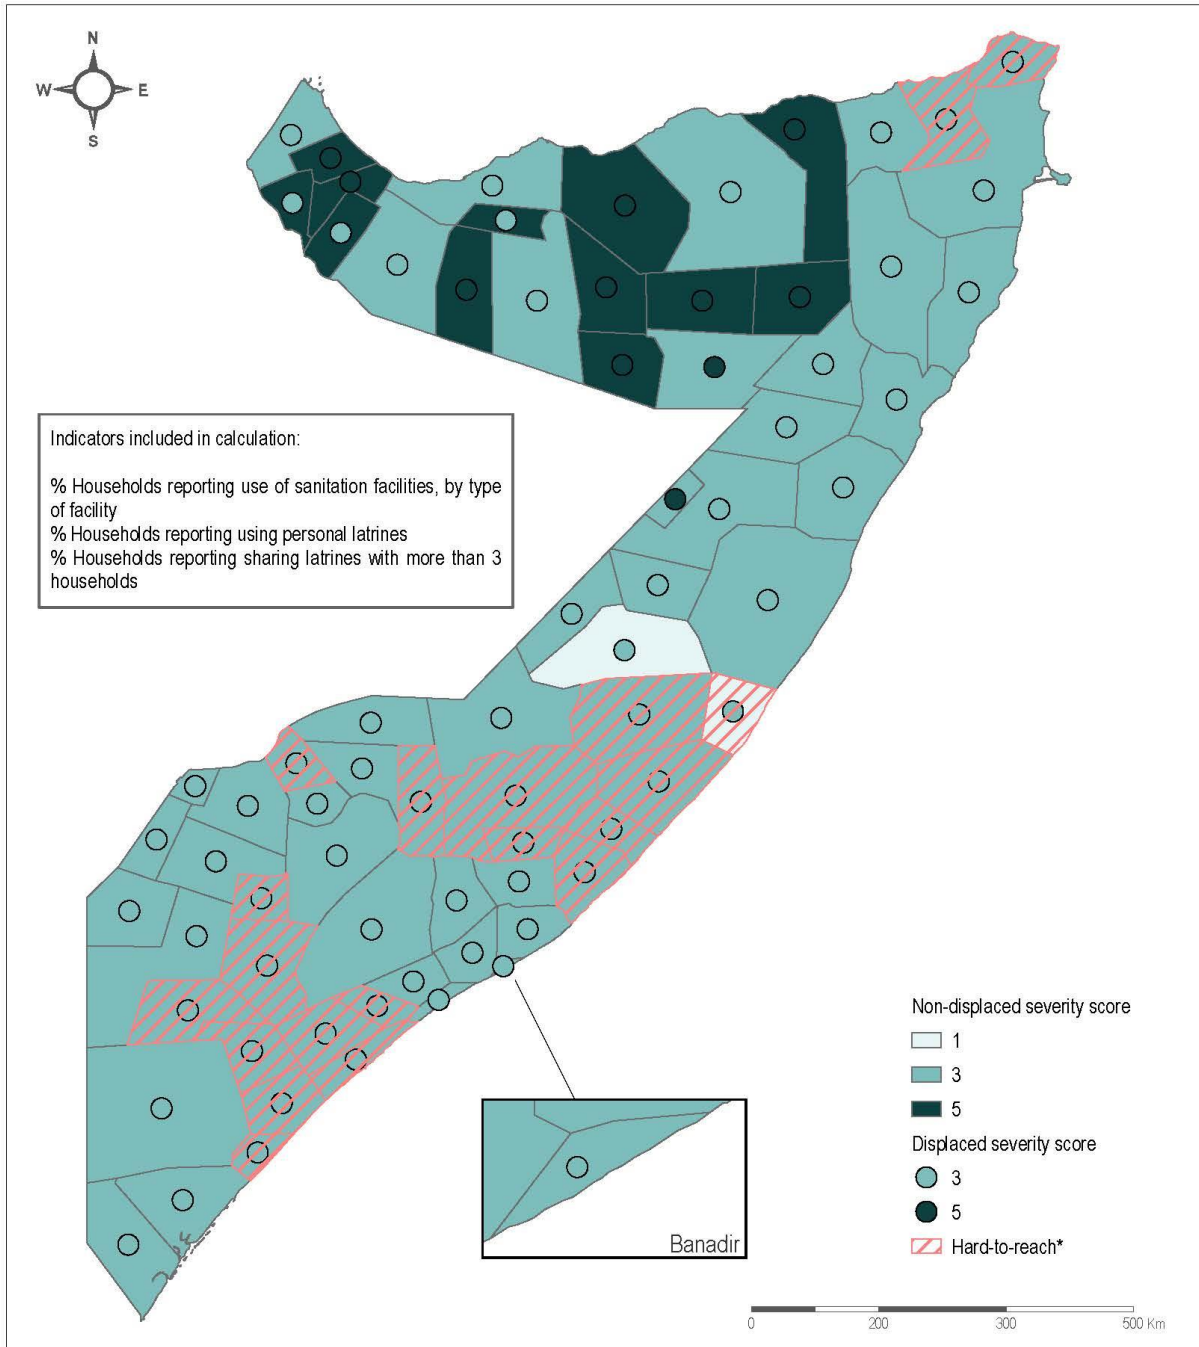 N
W E
S
Indicators included in calculation:
% Households reporting use of sanitation facilities, by type
of facility
% Households reporting using personal latrines
% Households reporting sharing latrines with more than 3
households
Non-displaced severity score
1
3
5
Displaced severity score
3
5
Hard-to-reach*
Banadir
0 200 300 500 Km